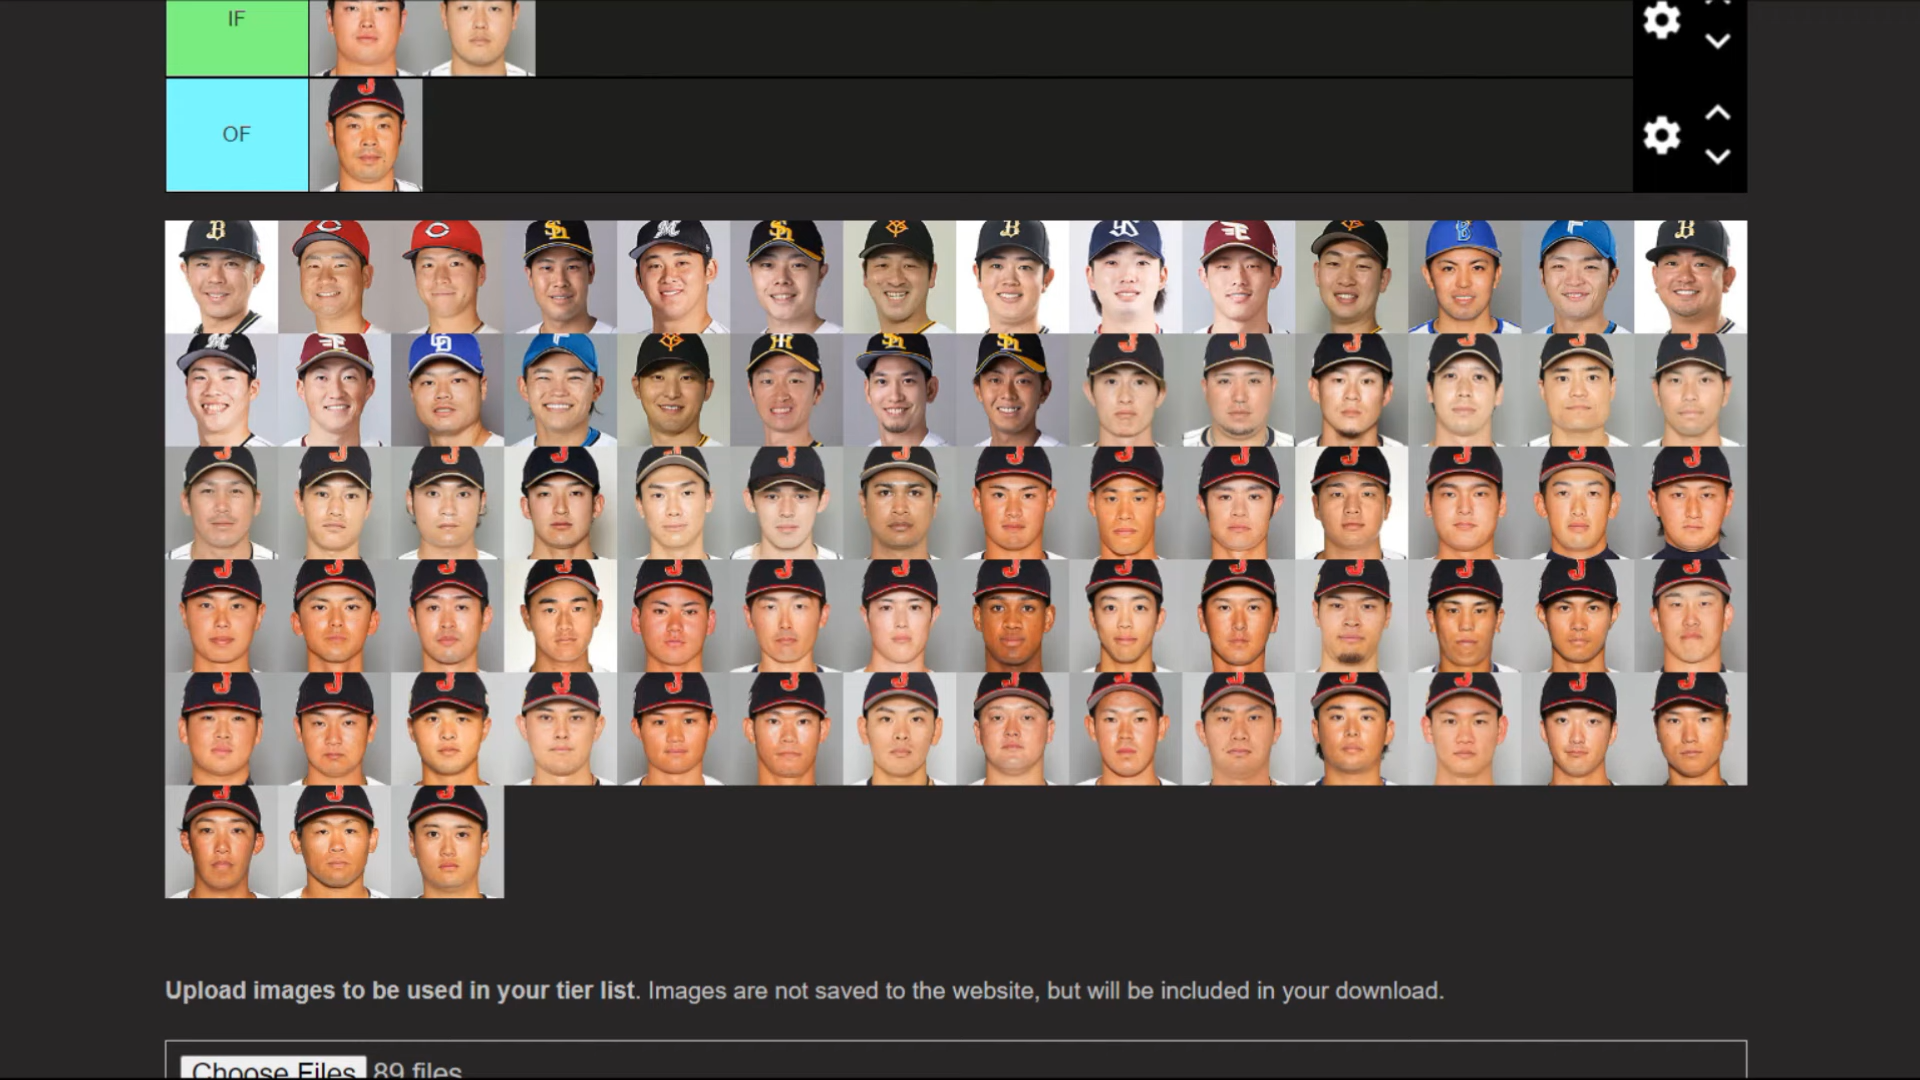 IF
OF
Upload images to be used in your tier list. Images are not saved to the website, but will be included in your download.
Choose Files 89 files